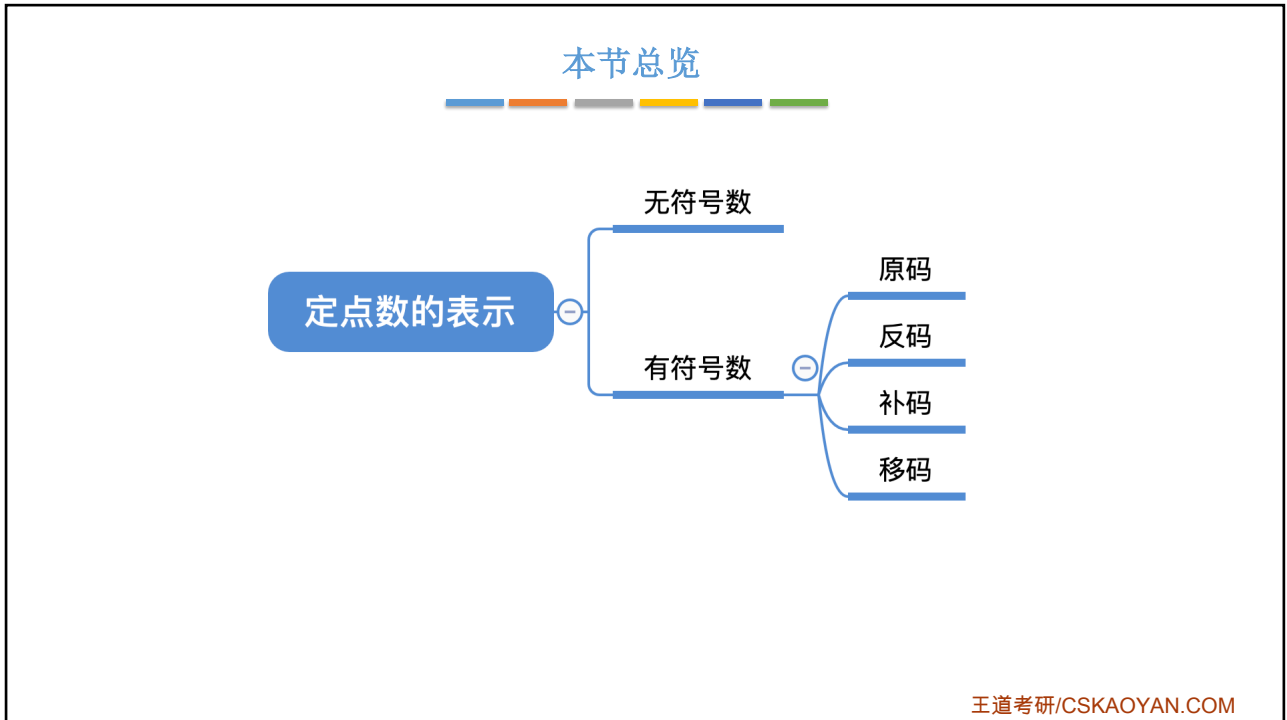 本节总览
定点数的表示
无符号数
有符号数
原码
反码
补码
移码
王道考研/CSKAOYAN.COM